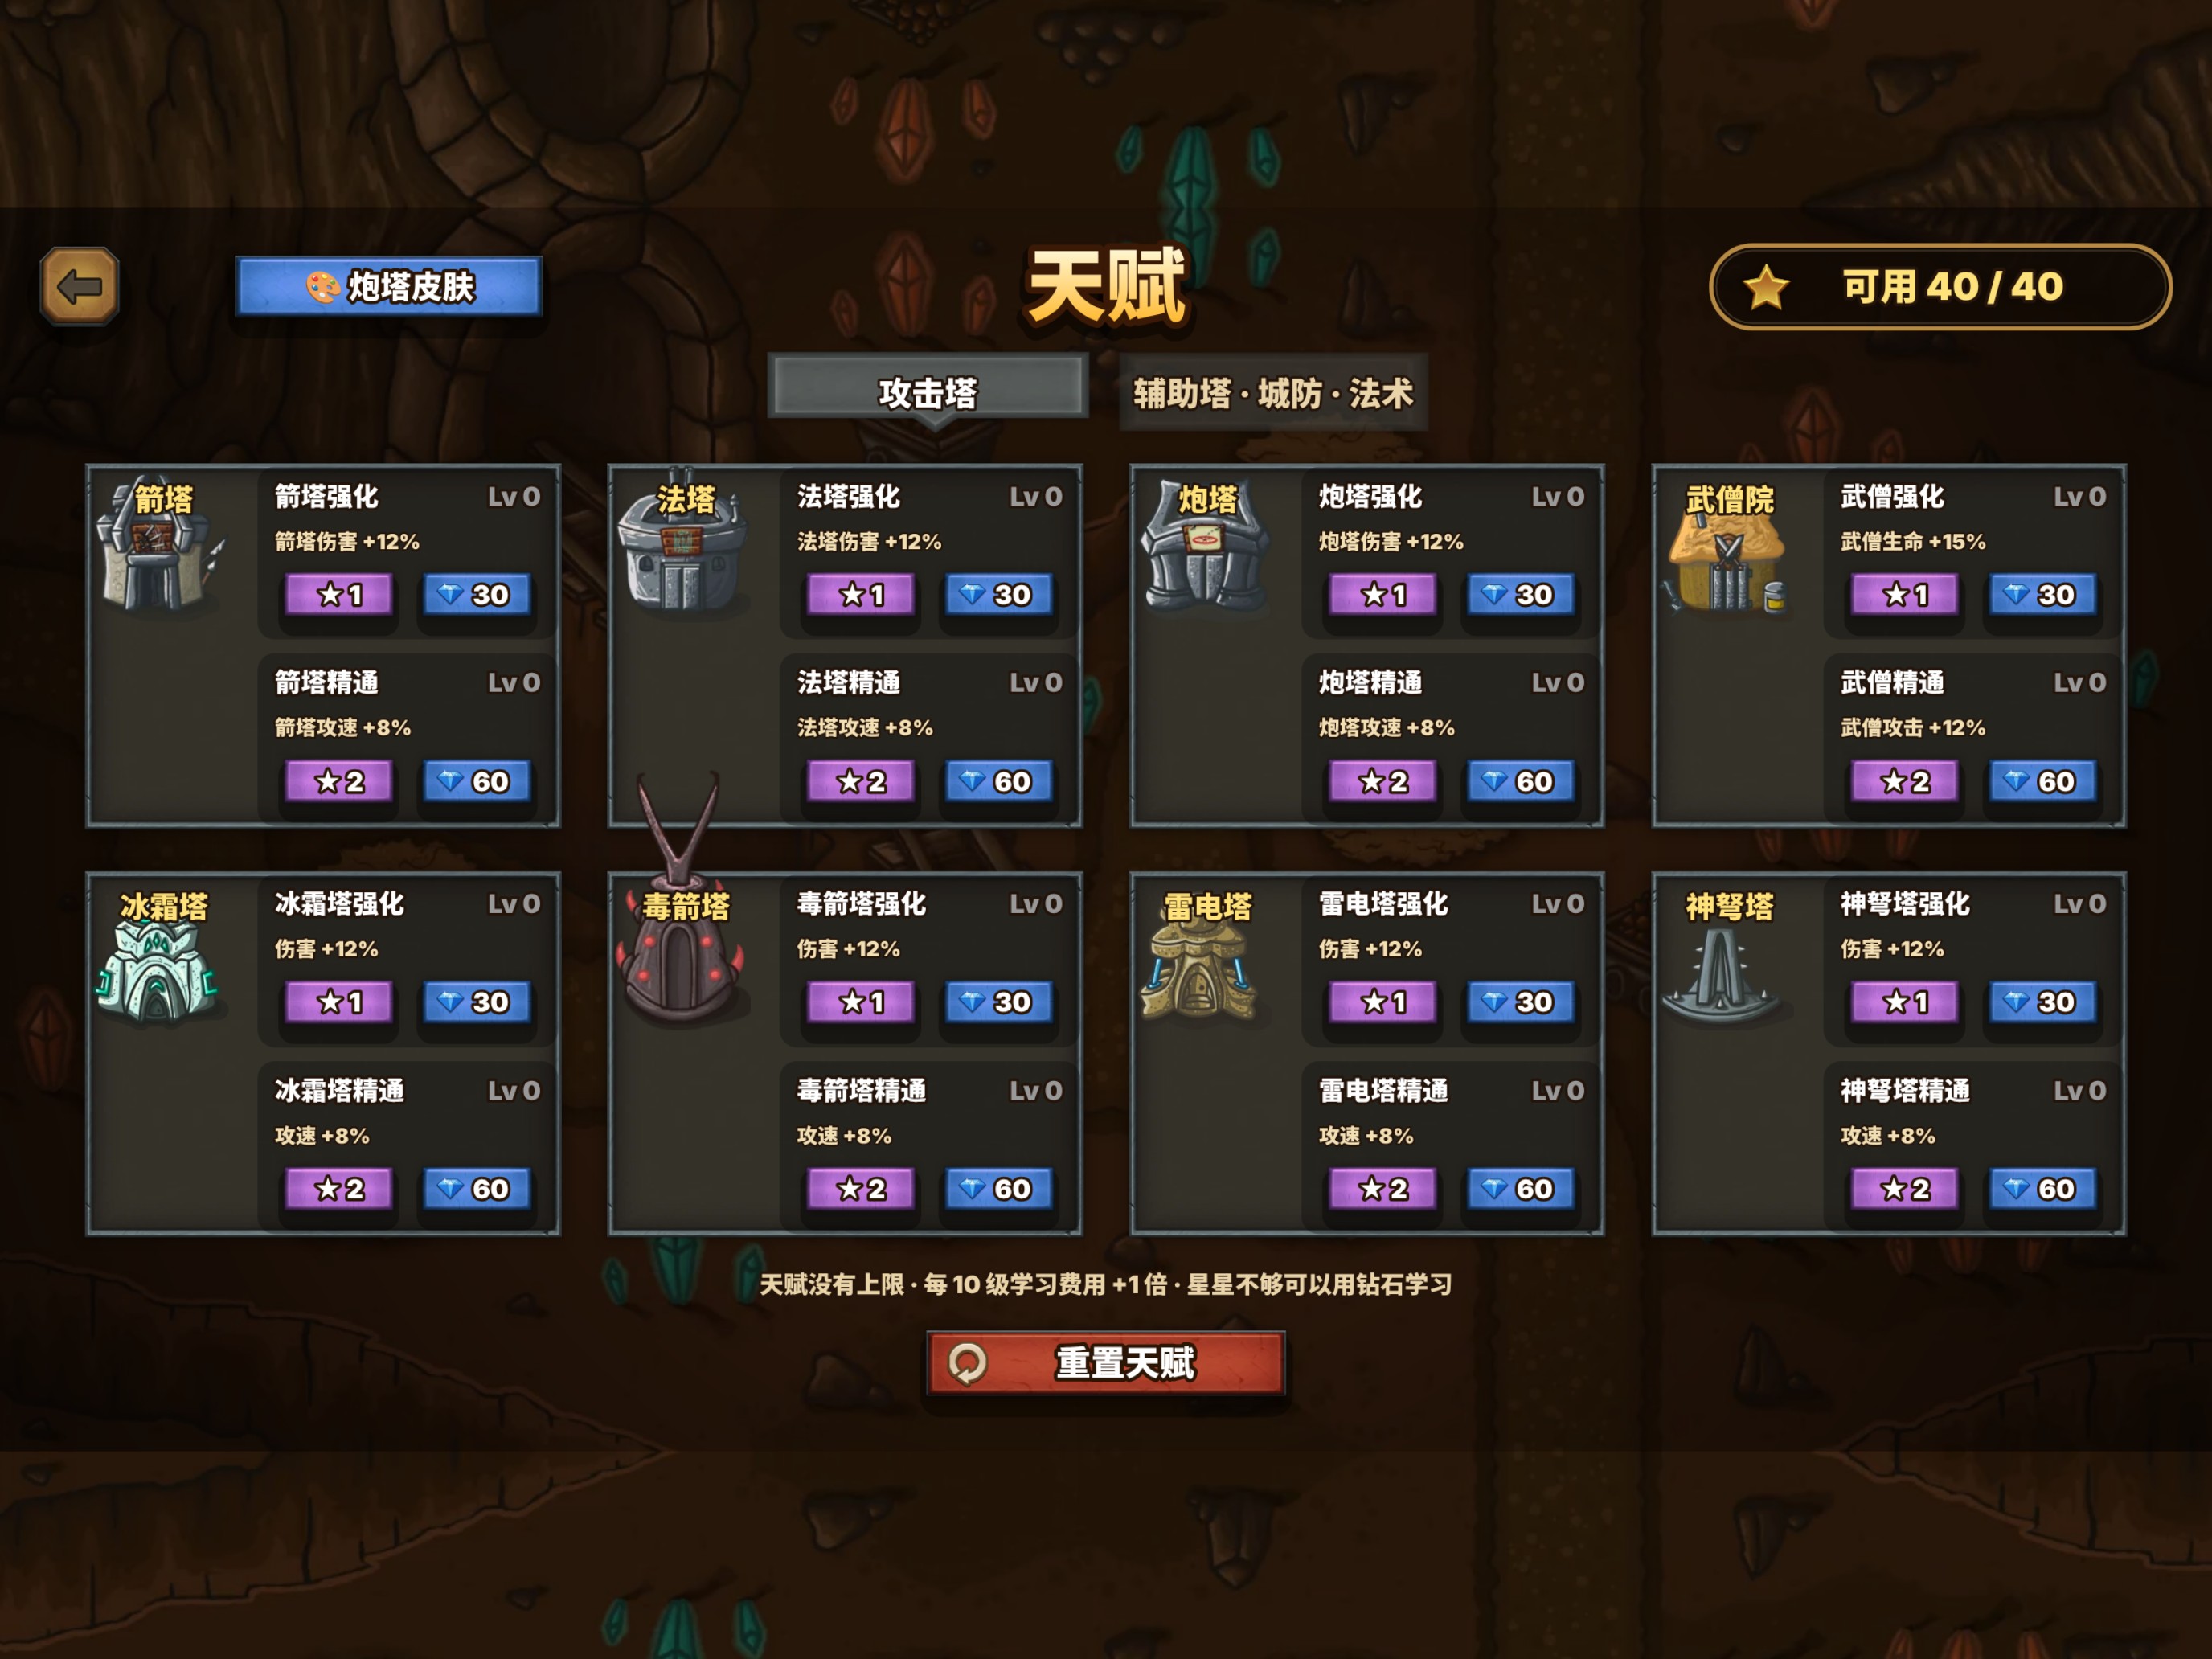 炮塔皮肤
天赋
可用 40 / 40
攻击塔
辅助塔 · 城防 · 法术
箭塔
箭塔强化 Lv 0
箭塔伤害 +12%
★1 30
箭塔精通 Lv 0
箭塔攻速 +8%
★2 60
法塔
法塔强化 Lv 0
法塔伤害 +12%
★1 30
法塔精通 Lv 0
法塔攻速 +8%
★2 60
炮塔
炮塔强化 Lv 0
炮塔伤害 +12%
★1 30
炮塔精通 Lv 0
炮塔攻速 +8%
★2 60
武僧院
武僧强化 Lv 0
武僧生命 +15%
★1 30
武僧精通 Lv 0
武僧攻击 +12%
★2 60
冰霜塔
冰霜塔强化 Lv 0
伤害 +12%
★1 30
冰霜塔精通 Lv 0
攻速 +8%
★2 60
毒箭塔
毒箭塔强化 Lv 0
伤害 +12%
★1 30
毒箭塔精通 Lv 0
攻速 +8%
★2 60
雷电塔
雷电塔强化 Lv 0
伤害 +12%
★1 30
雷电塔精通 Lv 0
攻速 +8%
★2 60
神弩塔
神弩塔强化 Lv 0
伤害 +12%
★1 30
神弩塔精通 Lv 0
攻速 +8%
★2 60
天赋没有上限 · 每 10 级学习费用 +1 倍 · 星星不够可以用钻石学习
重置天赋